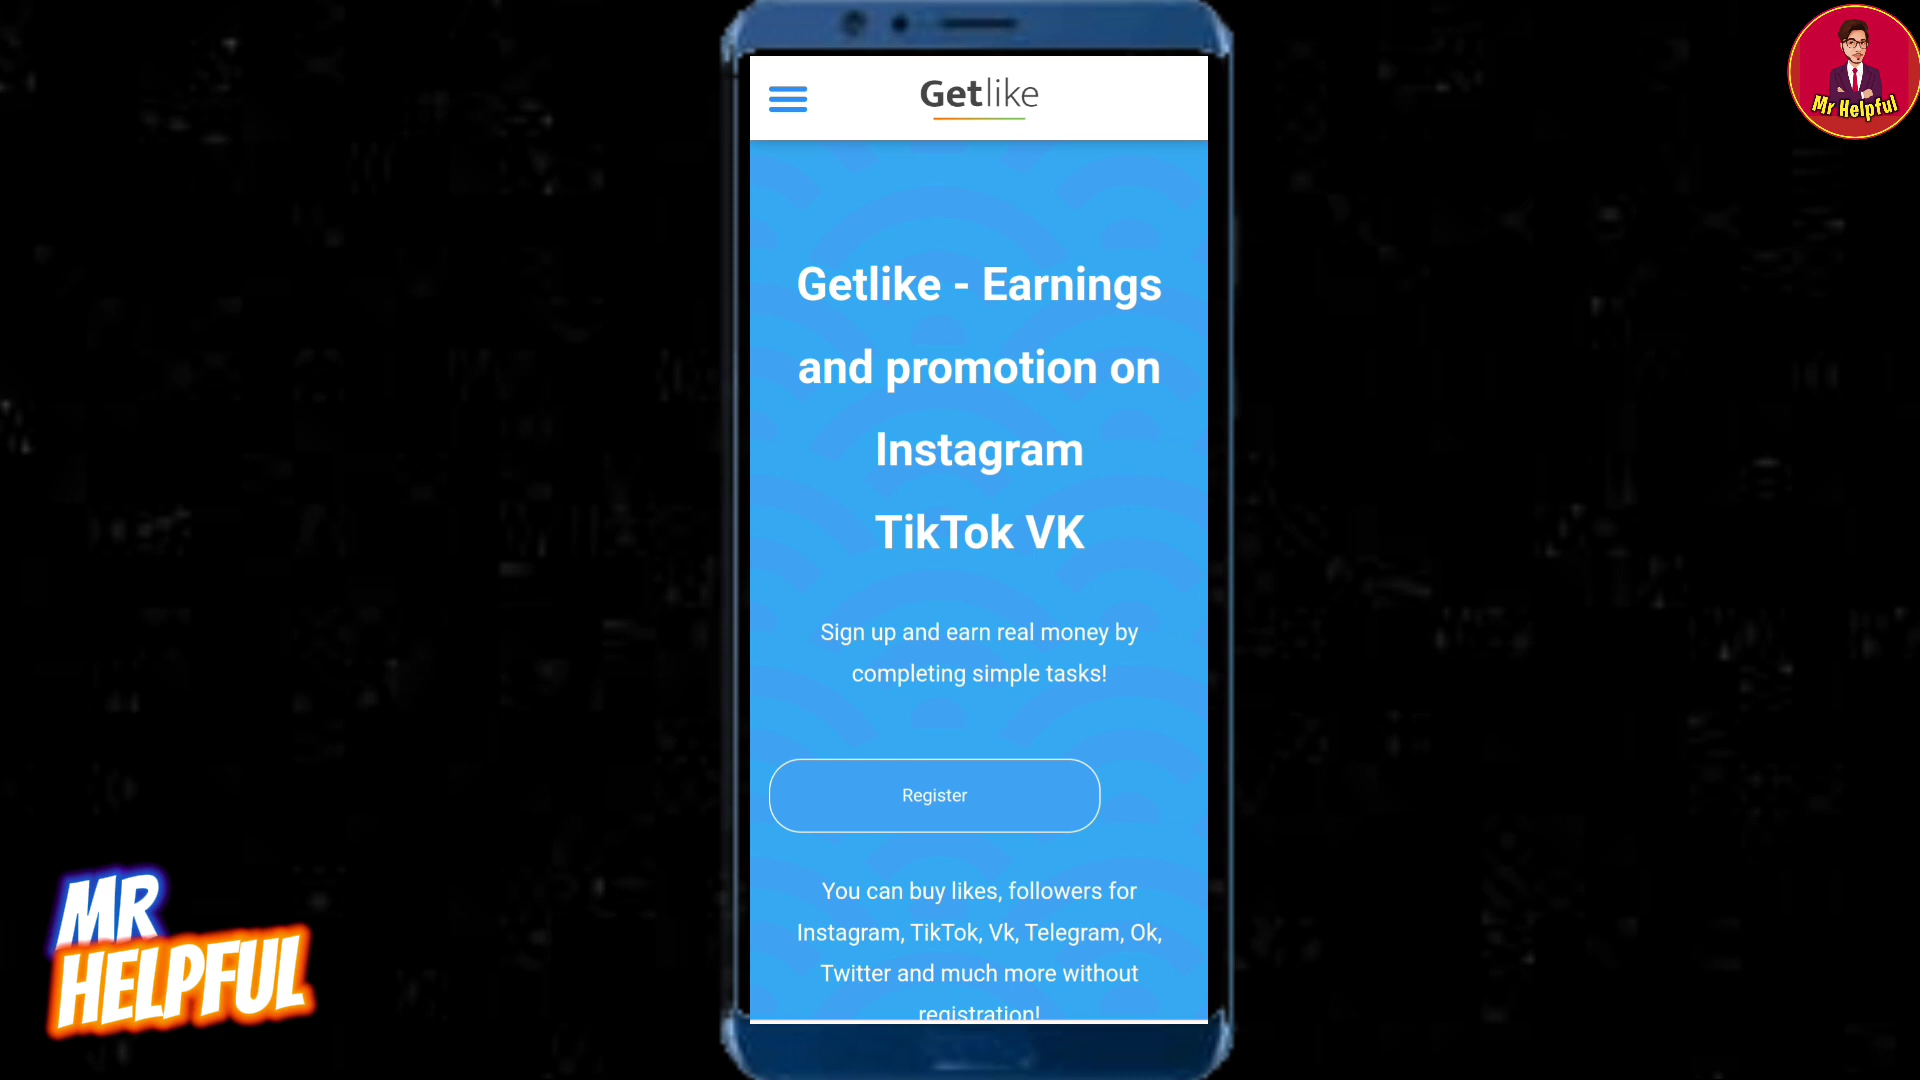 Getlike
Getlike - Earnings
and promotion on
Instagram
TikTok VK
Sign up and earn real money by
completing simple tasks!
Register
You can buy likes, followers for
Instagram, TikTok, Vk, Telegram, Ok,
Twitter and much more without
registration!
Mr Helpful
MR
HELPFUL